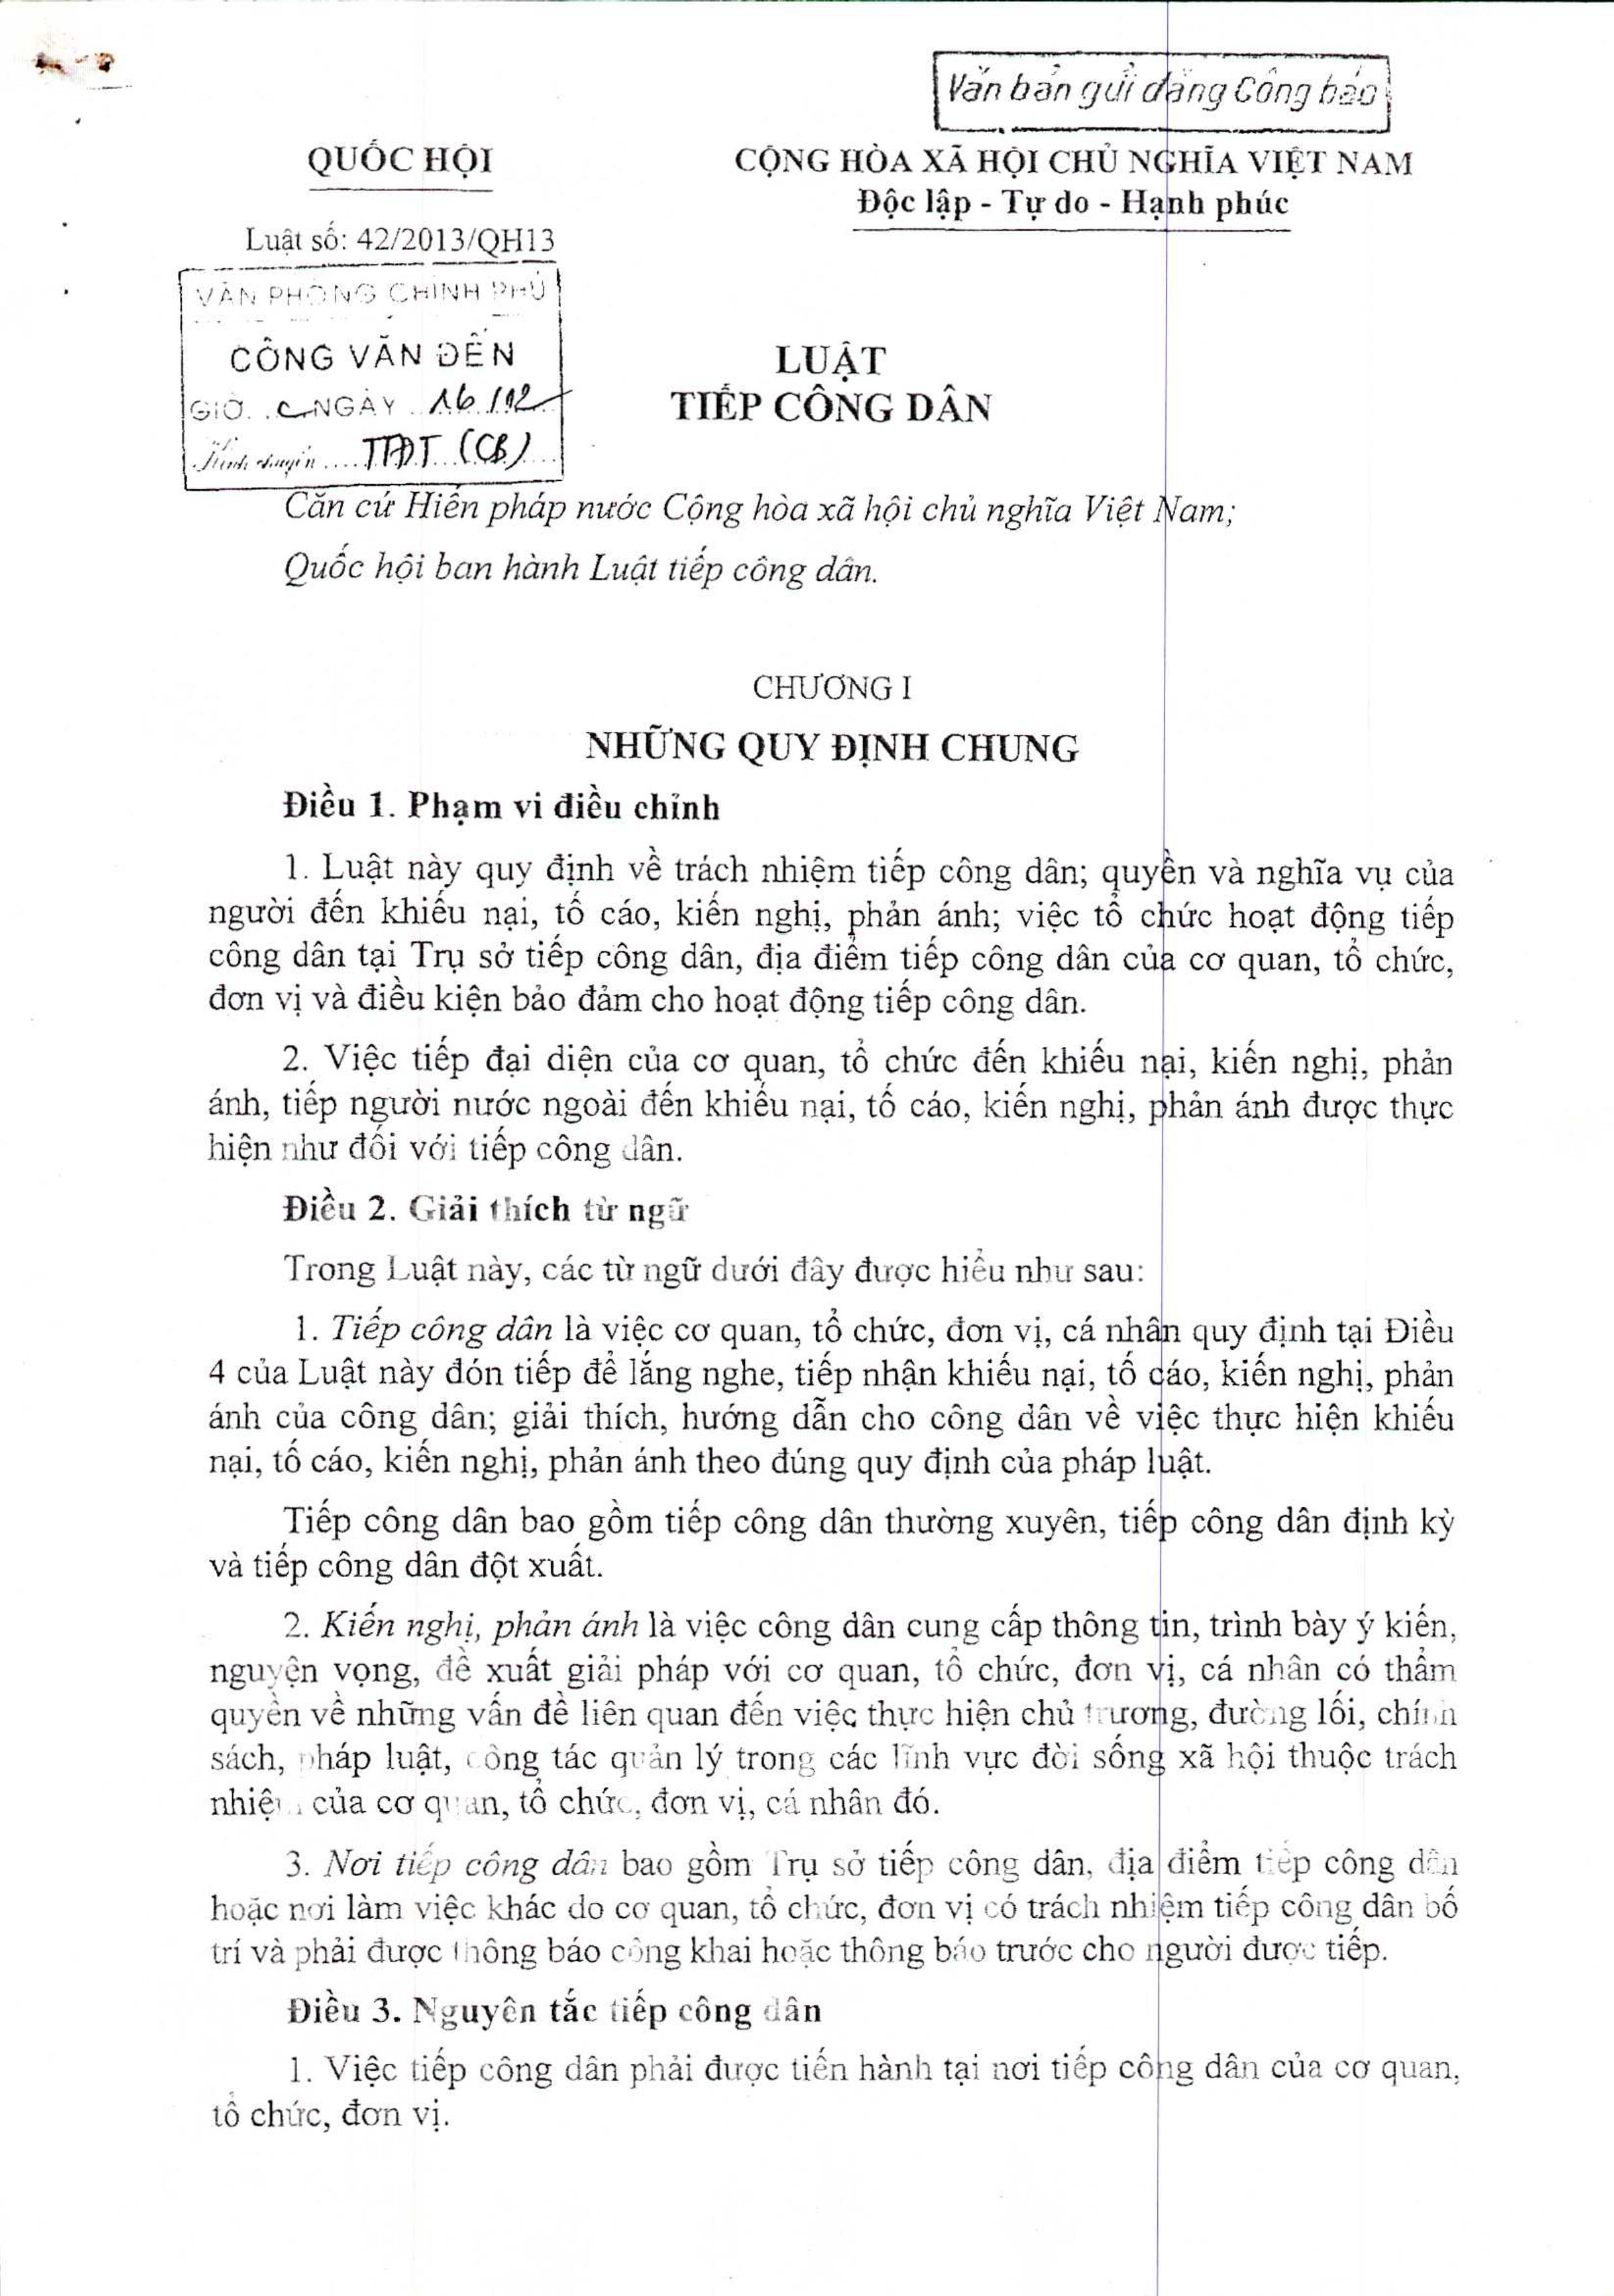 Văn bản gửi đăng Công báo
QUỐC HỘI
CỘNG HÒA XÃ HỘI CHỦ NGHĨA VIỆT NAM
Độc lập - Tự do - Hạnh phúc
Luật số: 42/2013/QH13
VĂN PHÒNG CHÍNH PHỦ
CÔNG VĂN ĐẾN
GIỜ NGÀY 16/12
Kính chuyển TTĐT (CB)
LUẬT
TIẾP CÔNG DÂN
Căn cứ Hiến pháp nước Cộng hòa xã hội chủ nghĩa Việt Nam;
Quốc hội ban hành Luật tiếp công dân.
CHƯƠNG I
NHỮNG QUY ĐỊNH CHUNG
Điều 1. Phạm vi điều chỉnh
1. Luật này quy định về trách nhiệm tiếp công dân; quyền và nghĩa vụ của
người đến khiếu nại, tố cáo, kiến nghị, phản ánh; việc tổ chức hoạt động tiếp
công dân tại Trụ sở tiếp công dân, địa điểm tiếp công dân của cơ quan, tổ chức,
đơn vị và điều kiện bảo đảm cho hoạt động tiếp công dân.
2. Việc tiếp đại diện của cơ quan, tổ chức đến khiếu nại, kiến nghị, phản
ánh, tiếp người nước ngoài đến khiếu nại, tố cáo, kiến nghị, phản ánh được thực
hiện như đối với tiếp công dân.
Điều 2. Giải thích từ ngữ
Trong Luật này, các từ ngữ dưới đây được hiểu như sau:
1. Tiếp công dân là việc cơ quan, tổ chức, đơn vị, cá nhân quy định tại Điều
4 của Luật này đón tiếp để lắng nghe, tiếp nhận khiếu nại, tố cáo, kiến nghị, phản
ánh của công dân; giải thích, hướng dẫn cho công dân về việc thực hiện khiếu
nại, tố cáo, kiến nghị, phản ánh theo đúng quy định của pháp luật.
Tiếp công dân bao gồm tiếp công dân thường xuyên, tiếp công dân định kỳ
và tiếp công dân đột xuất.
2. Kiến nghị, phản ánh là việc công dân cung cấp thông tin, trình bày ý kiến,
nguyện vọng, đề xuất giải pháp với cơ quan, tổ chức, đơn vị, cá nhân có thẩm
quyền về những vấn đề liên quan đến việc thực hiện chủ trương, đường lối, chính
sách, pháp luật, công tác quản lý trong các lĩnh vực đời sống xã hội thuộc trách
nhiệm của cơ quan, tổ chức, đơn vị, cá nhân đó.
3. Nơi tiếp công dân bao gồm Trụ sở tiếp công dân, địa điểm tiếp công dân
hoặc nơi làm việc khác do cơ quan, tổ chức, đơn vị có trách nhiệm tiếp công dân bố
trí và phải được thông báo công khai hoặc thông báo trước cho người được tiếp.
Điều 3. Nguyên tắc tiếp công dân
1. Việc tiếp công dân phải được tiến hành tại nơi tiếp công dân của cơ quan,
tổ chức, đơn vị.